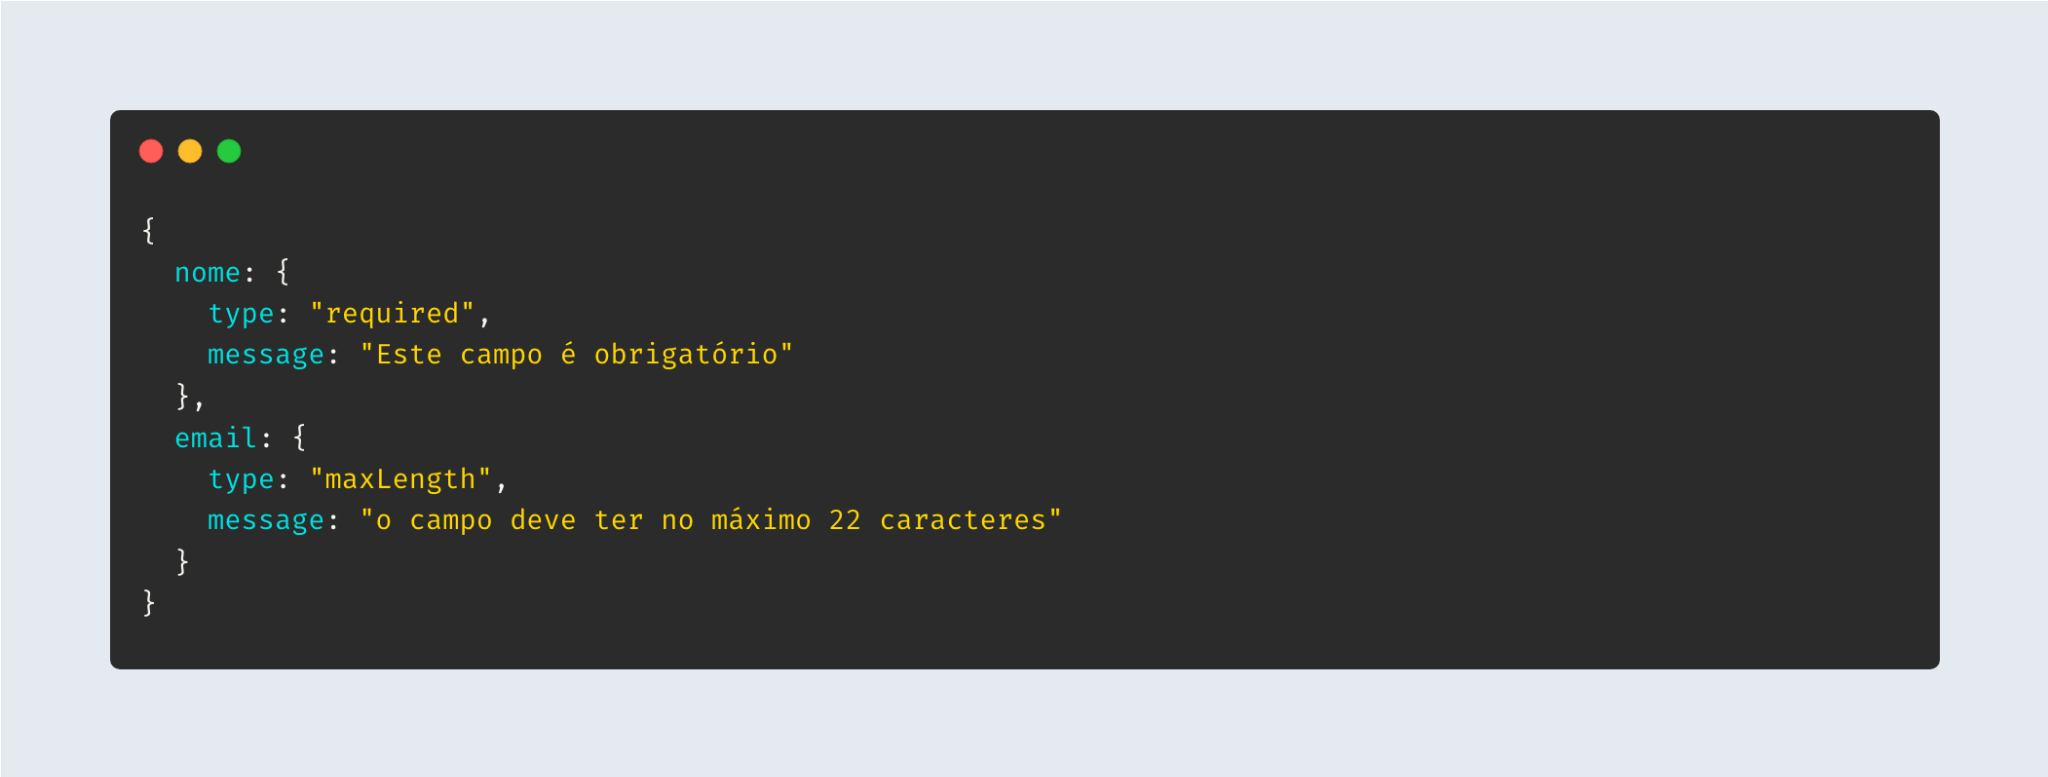 {
  nome: {
    type: "required",
    message: "Este campo é obrigatório"
  },
  email: {
    type: "maxLength",
    message: "o campo deve ter no máximo 22 caracteres"
  }
}